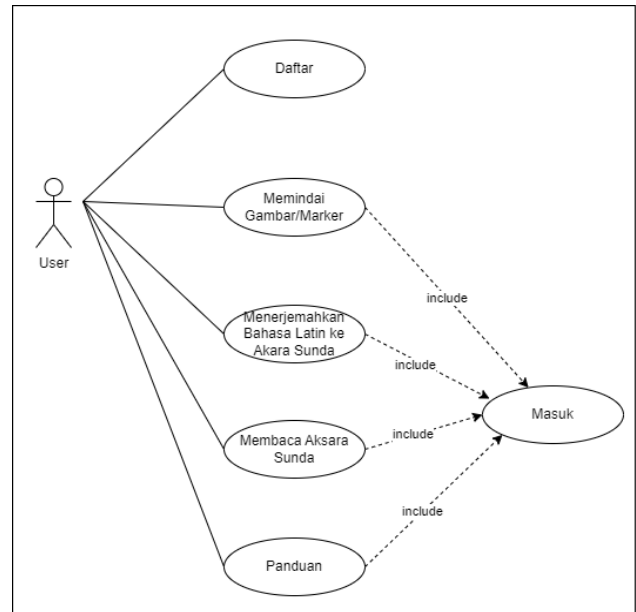 Daftar
Memindai
Gambar/Marker
User
include
Menerjemahkan
Bahasa Latin ke
Akara Sunda
include
Masuk
Membaca Aksara
Sunda
include
include
Panduan